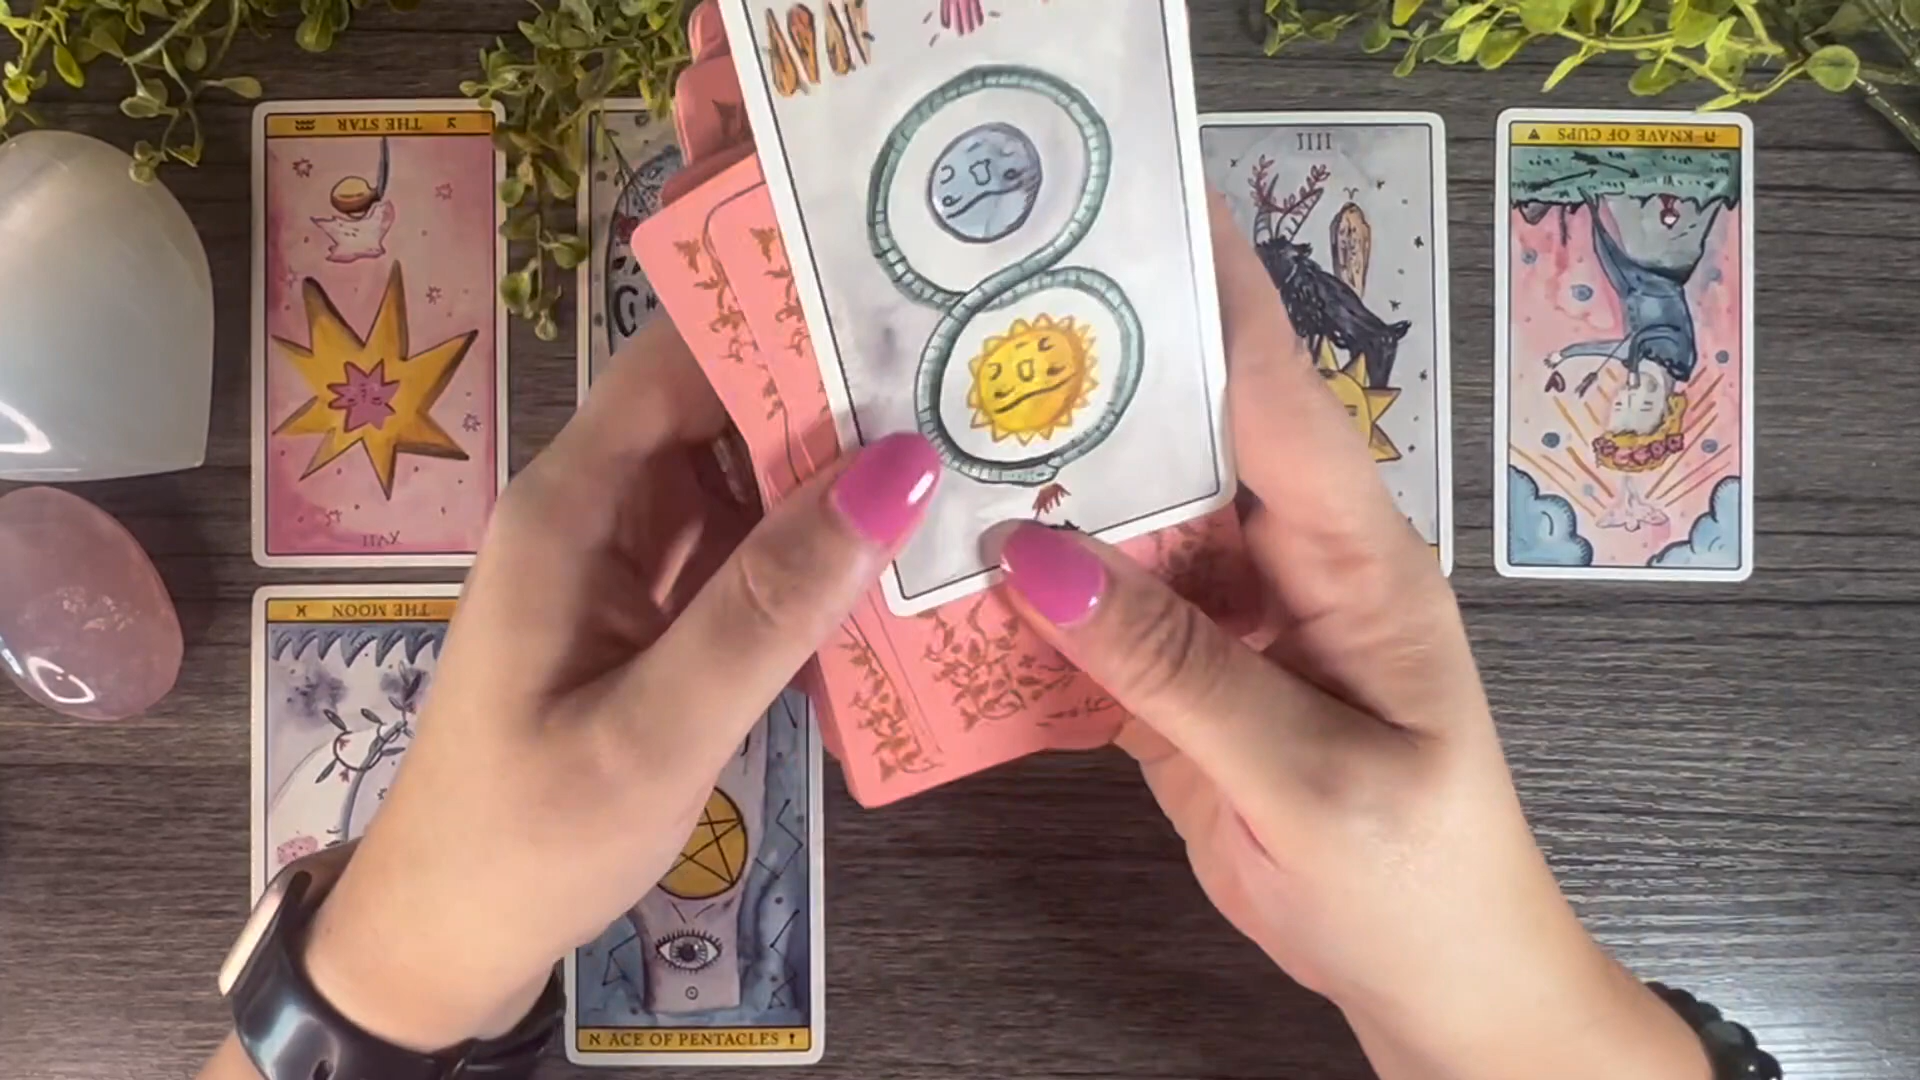 THE STAR
XVII
IIII
KNAVE OF CUPS
THE MOON
ACE OF PENTACLES